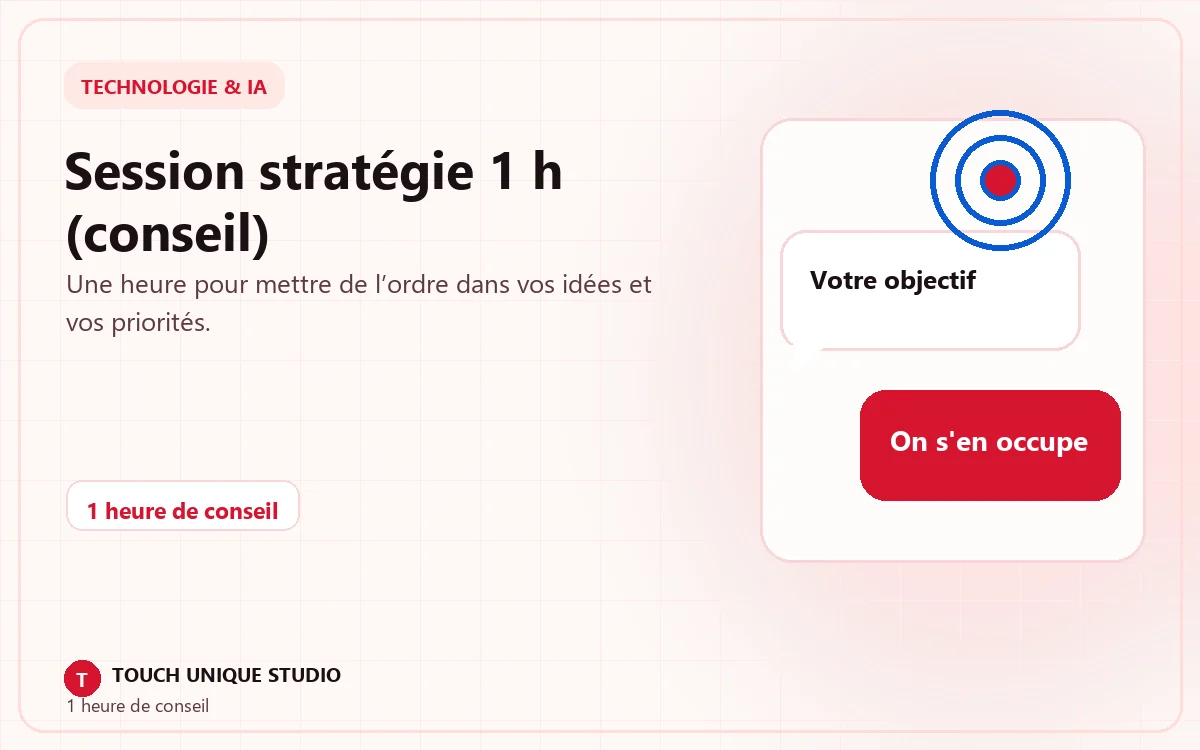 TECHNOLOGIE & IA
Session stratégie 1 h
(conseil)
Une heure pour mettre de l’ordre dans vos idées et
vos priorités.
Votre objectif
On s'en occupe
1 heure de conseil
T
TOUCH UNIQUE STUDIO
1 heure de conseil